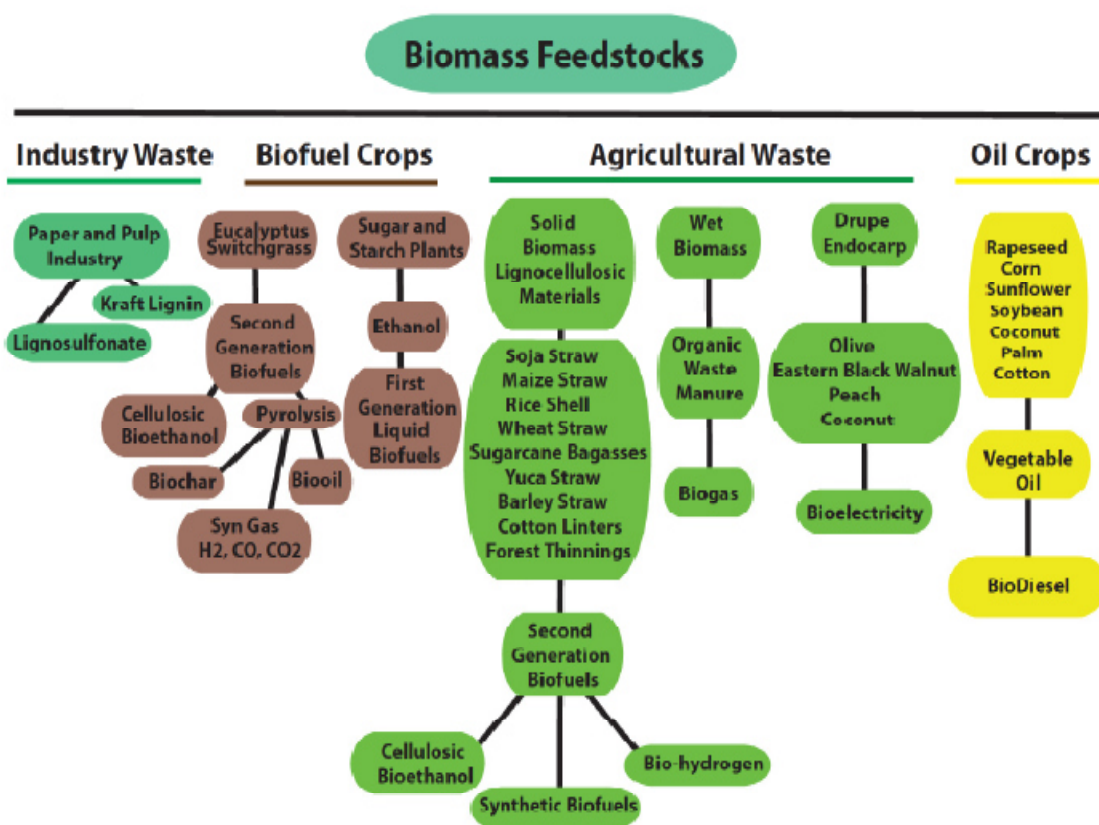 Biomass Feedstocks
Industry Waste
Biofuel Crops
Agricultural Waste
Oil Crops
Paper and Pulp
Industry
Kraft Lignin
Lignosulfonate
Eucalyptus
Switchgrass
Second
Generation
Biofuels
Cellulosic
Bioethanol
Pyrolysis
Biochar
Biooil
Syn Gas
H2, CO, CO2
Sugar and
Starch Plants
Ethanol
First
Generation
Liquid
Biofuels
Solid
Biomass
Lignocellulosic
Materials
Soja Straw
Maize Straw
Rice Shell
Wheat Straw
Sugarcane Bagasses
Yuca Straw
Barley Straw
Cotton Linters
Forest Thinnings
Second
Generation
Biofuels
Cellulosic
Bioethanol
Synthetic Biofuels
Bio-hydrogen
Wet
Biomass
Organic
Waste
Manure
Biogas
Drupe
Endocarp
Olive
Eastern Black Walnut
Peach
Coconut
Bioelectricity
Rapeseed
Corn
Sunflower
Soybean
Coconut
Palm
Cotton
Vegetable
Oil
BioDiesel